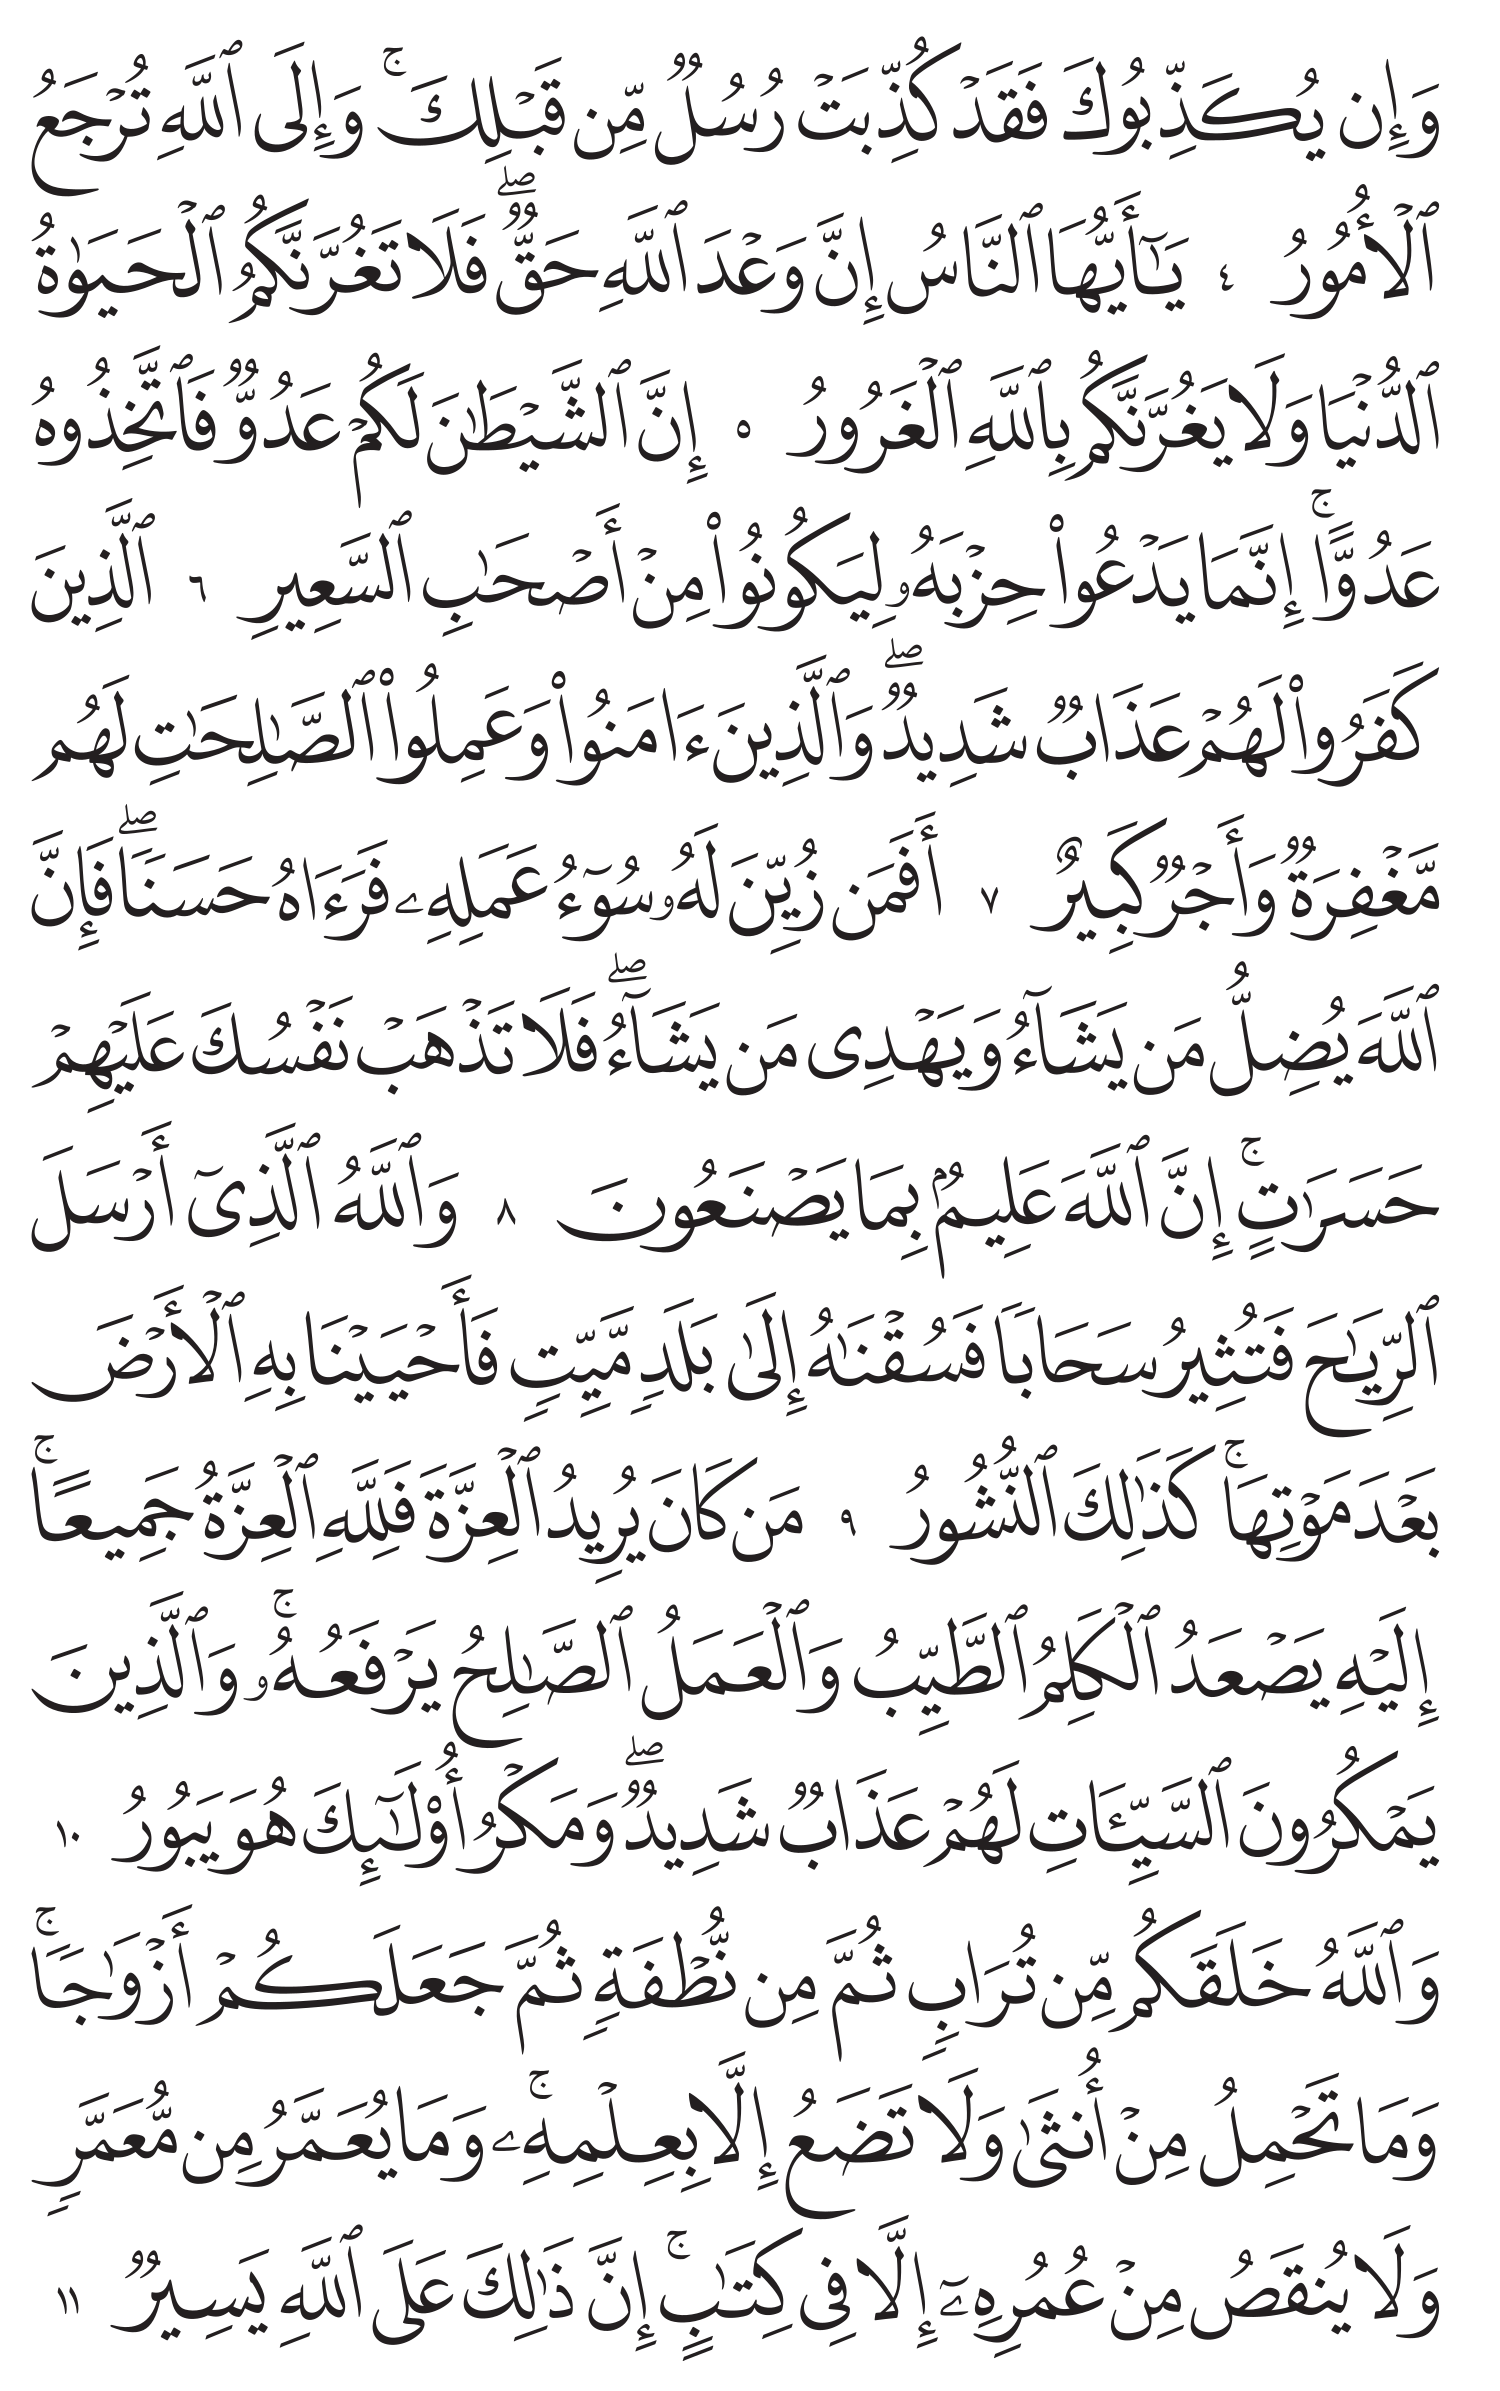 وَإِن يُكَذِّبُوكَ فَقَدْ كُذِّبَتْ رُسُلٌ مِّن قَبْلِكَ ۚ وَإِلَى ٱللَّهِ تُرْجَعُ
ٱلْأُمُورُ ٤ يَـٰٓأَيُّهَا ٱلنَّاسُ إِنَّ وَعْدَ ٱللَّهِ حَقٌّ ۖ فَلَا تَغُرَّنَّكُمُ ٱلْحَيَوٰةُ
ٱلدُّنْيَا وَلَا يَغُرَّنَّكُم بِٱللَّهِ ٱلْغَرُورُ ٥ إِنَّ ٱلشَّيْطَـٰنَ لَكُمْ عَدُوٌّ فَٱتَّخِذُوهُ
عَدُوًّا ۚ إِنَّمَا يَدْعُوا۟ حِزْبَهُۥ لِيَكُونُوا۟ مِنْ أَصْحَـٰبِ ٱلسَّعِيرِ ٦ ٱلَّذِينَ
كَفَرُوا۟ لَهُمْ عَذَابٌ شَدِيدٌ ۖ وَٱلَّذِينَ ءَامَنُوا۟ وَعَمِلُوا۟ ٱلصَّـٰلِحَـٰتِ لَهُم
مَّغْفِرَةٌ وَأَجْرٌ كَبِيرٌ ٧ أَفَمَن زُيِّنَ لَهُۥ سُوٓءُ عَمَلِهِۦ فَرَءَاهُ حَسَنًا ۖ فَإِنَّ
ٱللَّهَ يُضِلُّ مَن يَشَآءُ وَيَهْدِى مَن يَشَآءُ ۖ فَلَا تَذْهَبْ نَفْسُكَ عَلَيْهِمْ
حَسَرَٰتٍ ۚ إِنَّ ٱللَّهَ عَلِيمٌۢ بِمَا يَصْنَعُونَ ٨ وَٱللَّهُ ٱلَّذِىٓ أَرْسَلَ
ٱلرِّيَـٰحَ فَتُثِيرُ سَحَابًا فَسُقْنَـٰهُ إِلَىٰ بَلَدٍ مَّيِّتٍ فَأَحْيَيْنَا بِهِ ٱلْأَرْضَ
بَعْدَ مَوْتِهَا ۚ كَذَٰلِكَ ٱلنُّشُورُ ٩ مَن كَانَ يُرِيدُ ٱلْعِزَّةَ فَلِلَّهِ ٱلْعِزَّةُ جَمِيعًا ۚ
إِلَيْهِ يَصْعَدُ ٱلْكَلِمُ ٱلطَّيِّبُ وَٱلْعَمَلُ ٱلصَّـٰلِحُ يَرْفَعُهُۥ ۚ وَٱلَّذِينَ
يَمْكُرُونَ ٱلسَّيِّـَٔاتِ لَهُمْ عَذَابٌ شَدِيدٌ ۖ وَمَكْرُ أُو۟لَـٰٓئِكَ هُوَ يَبُورُ ١٠
وَٱللَّهُ خَلَقَكُم مِّن تُرَابٍ ثُمَّ مِن نُّطْفَةٍ ثُمَّ جَعَلَكُمْ أَزْوَٰجًا ۚ
وَمَا تَحْمِلُ مِنْ أُنثَىٰ وَلَا تَضَعُ إِلَّا بِعِلْمِهِۦ ۚ وَمَا يُعَمَّرُ مِن مُّعَمَّرٍ
وَلَا يُنقَصُ مِنْ عُمُرِهِۦٓ إِلَّا فِى كِتَـٰبٍ ۚ إِنَّ ذَٰلِكَ عَلَى ٱللَّهِ يَسِيرٌ ١١